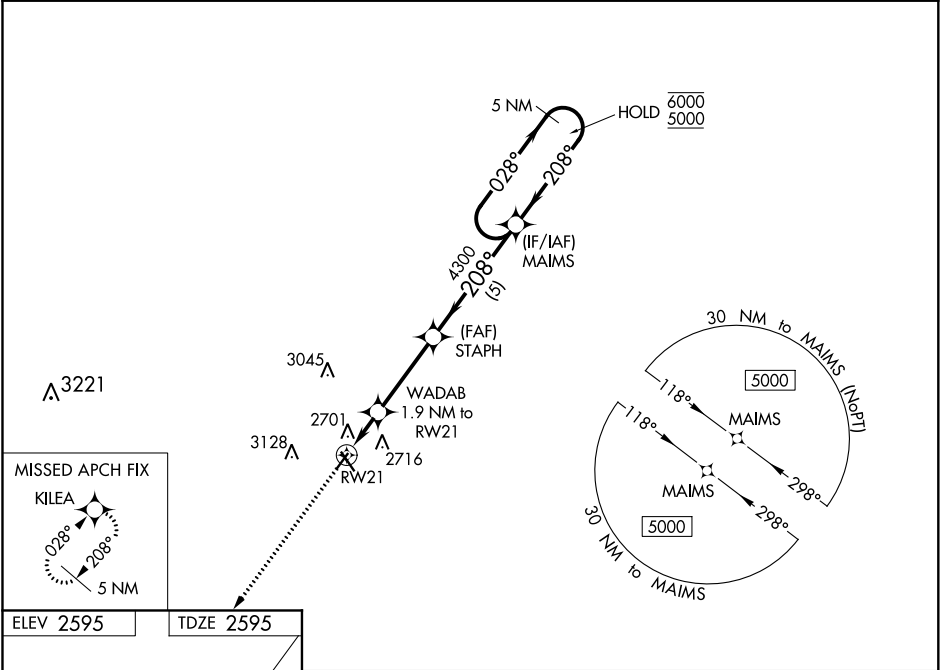 5 NM
HOLD 6000
5000
028°
208°
(IF/IAF)
MAIMS
4300
208°
(5)
(FAF)
STAPH
30 NM to MAIMS (NoPT)
5000
118°
MAIMS
298°
118°
MAIMS
298°
5000
30 NM to MAIMS
3045
3221
WADAB
1.9 NM to
RW21
2701
3128
2716
RW21
MISSED APCH FIX
KILEA
028°
208°
5 NM
ELEV 2595
TDZE 2595